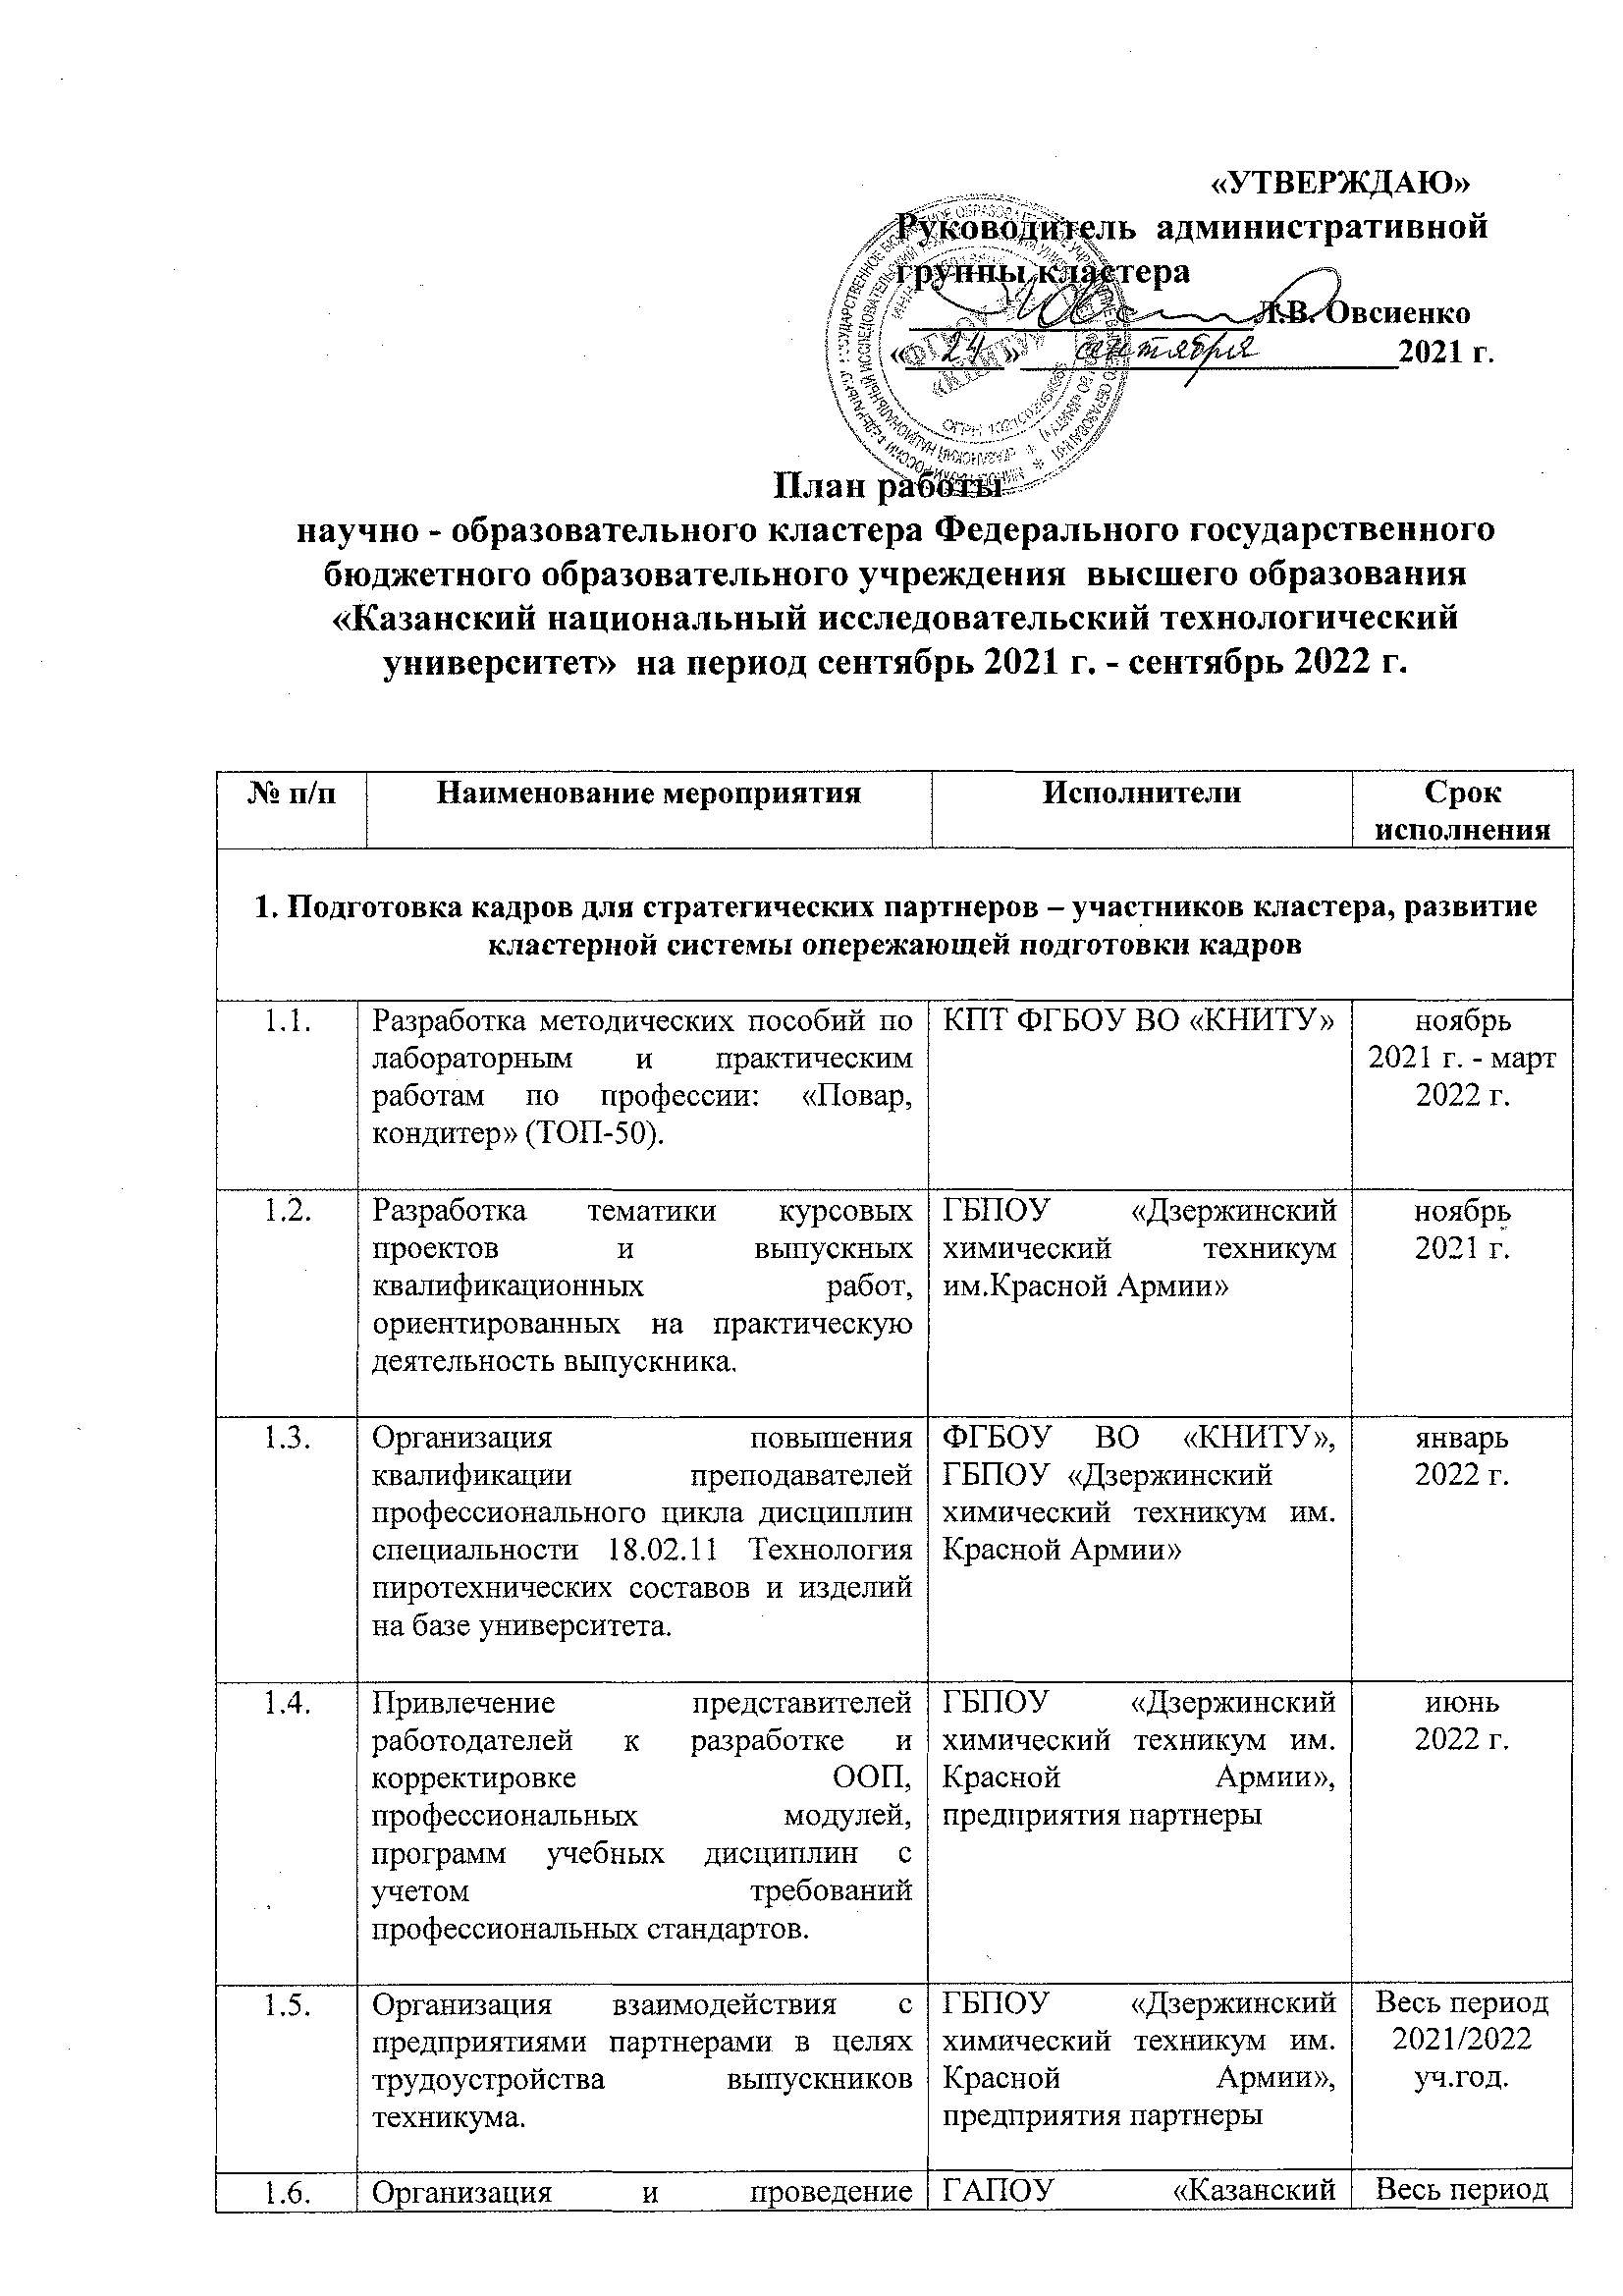 «УТВЕРЖДАЮ»
Руководитель административной
группы кластера
Л.В. Овсиенко
«24» сентября 2021 г.
План работы
научно - образовательного кластера Федерального государственного
бюджетного образовательного учреждения высшего образования
«Казанский национальный исследовательский технологический
университет» на период сентябрь 2021 г. - сентябрь 2022 г.
№ п/п Наименование мероприятия Исполнители Срок
исполнения
1. Подготовка кадров для стратегических партнеров – участников кластера, развитие
кластерной системы опережающей подготовки кадров
1.1. Разработка методических пособий по КПТ ФГБОУ ВО «КНИТУ» ноябрь
лабораторным и практическим 2021 г. - март
работам по профессии: «Повар, 2022 г.
кондитер» (ТОП-50).
1.2. Разработка тематики курсовых ГБПОУ «Дзержинский ноябрь
проектов и выпускных химический техникум 2021 г.
квалификационных работ, им.Красной Армии»
ориентированных на практическую
деятельность выпускника.
1.3. Организация повышения ФГБОУ ВО «КНИТУ», январь
квалификации преподавателей ГБПОУ «Дзержинский 2022 г.
профессионального цикла дисциплин химический техникум им.
специальности 18.02.11 Технология Красной Армии»
пиротехнических составов и изделий
на базе университета.
1.4. Привлечение представителей ГБПОУ «Дзержинский июнь
работодателей к разработке и химический техникум им. 2022 г.
корректировке ООП, Красной Армии»,
профессиональных модулей, предприятия партнеры
программ учебных дисциплин с
учетом требований
профессиональных стандартов.
1.5. Организация взаимодействия с ГБПОУ «Дзержинский Весь период
предприятиями партнерами в целях химический техникум им. 2021/2022
трудоустройства выпускников Красной Армии», уч.год.
техникума. предприятия партнеры
1.6. Организация и проведение ГАПОУ «Казанский Весь период